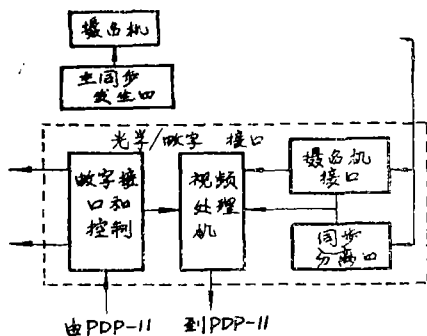 摄象机
主同步
发生口
光学/数字 接口
数字接
口和
控制
视频
处理
机
摄象机
接口
同步
分离口
由PDP-11
到PDP-11